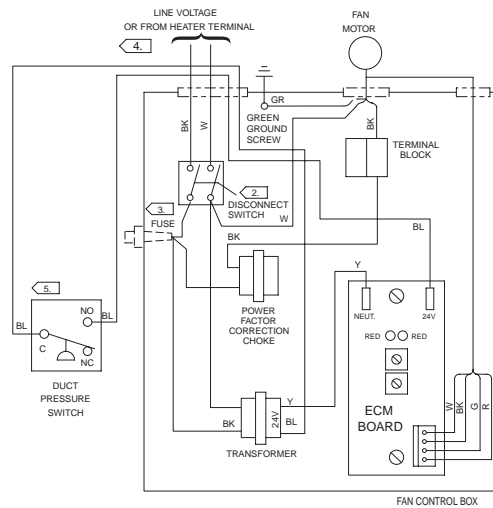 LINE VOLTAGE
OR FROM HEATER TERMINAL
FAN
MOTOR
4.
GR
GREEN
GROUND
SCREW
BK
W
BK
TERMINAL
BLOCK
2.
DISCONNECT
SWITCH
3.
FUSE
W
BK
BL
Y
5.
NO
BL
BL
C
NC
DUCT
PRESSURE
SWITCH
POWER
FACTOR
CORRECTION
CHOKE
NEUT.
24V
RED
RED
ECM
BOARD
W
BK
G
R
Y
24V
BK
BL
TRANSFORMER
FAN CONTROL BOX